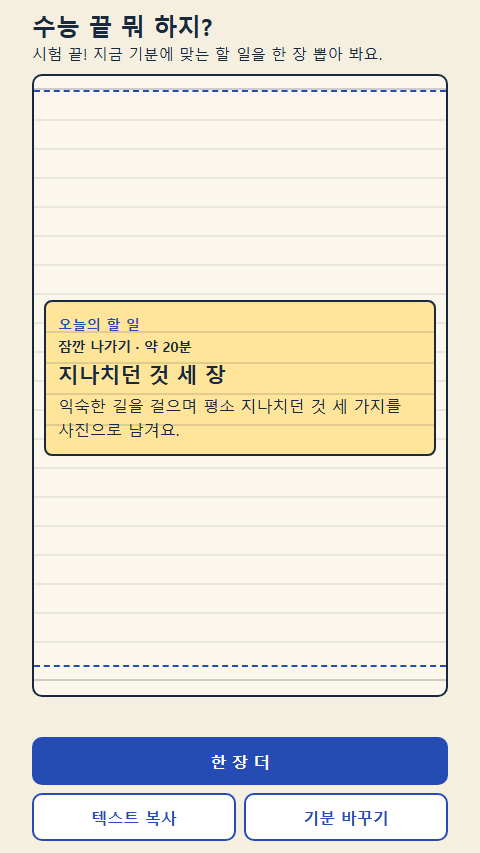 수능 끝 뭐 하지?
시험 끝! 지금 기분에 맞는 할 일을 한 장 뽑아 봐요.
오늘의 할 일
잠깐 나가기 · 약 20분
지나치던 것 세 장
익숙한 길을 걸으며 평소 지나치던 것 세 가지를
사진으로 남겨요.
한 장 더
텍스트 복사
기분 바꾸기